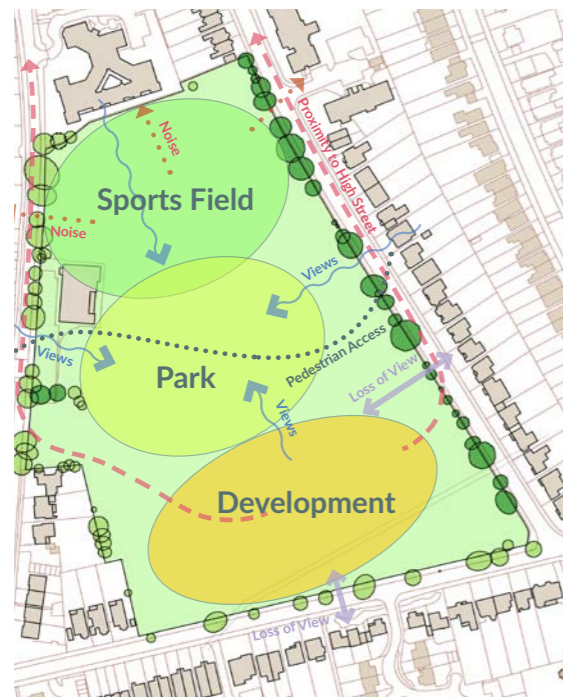 Proximity to High Street
Noise
Sports Field
Noise
Views
Views
Pedestrian Access
Park
Loss of View
Views
Development
Loss of View